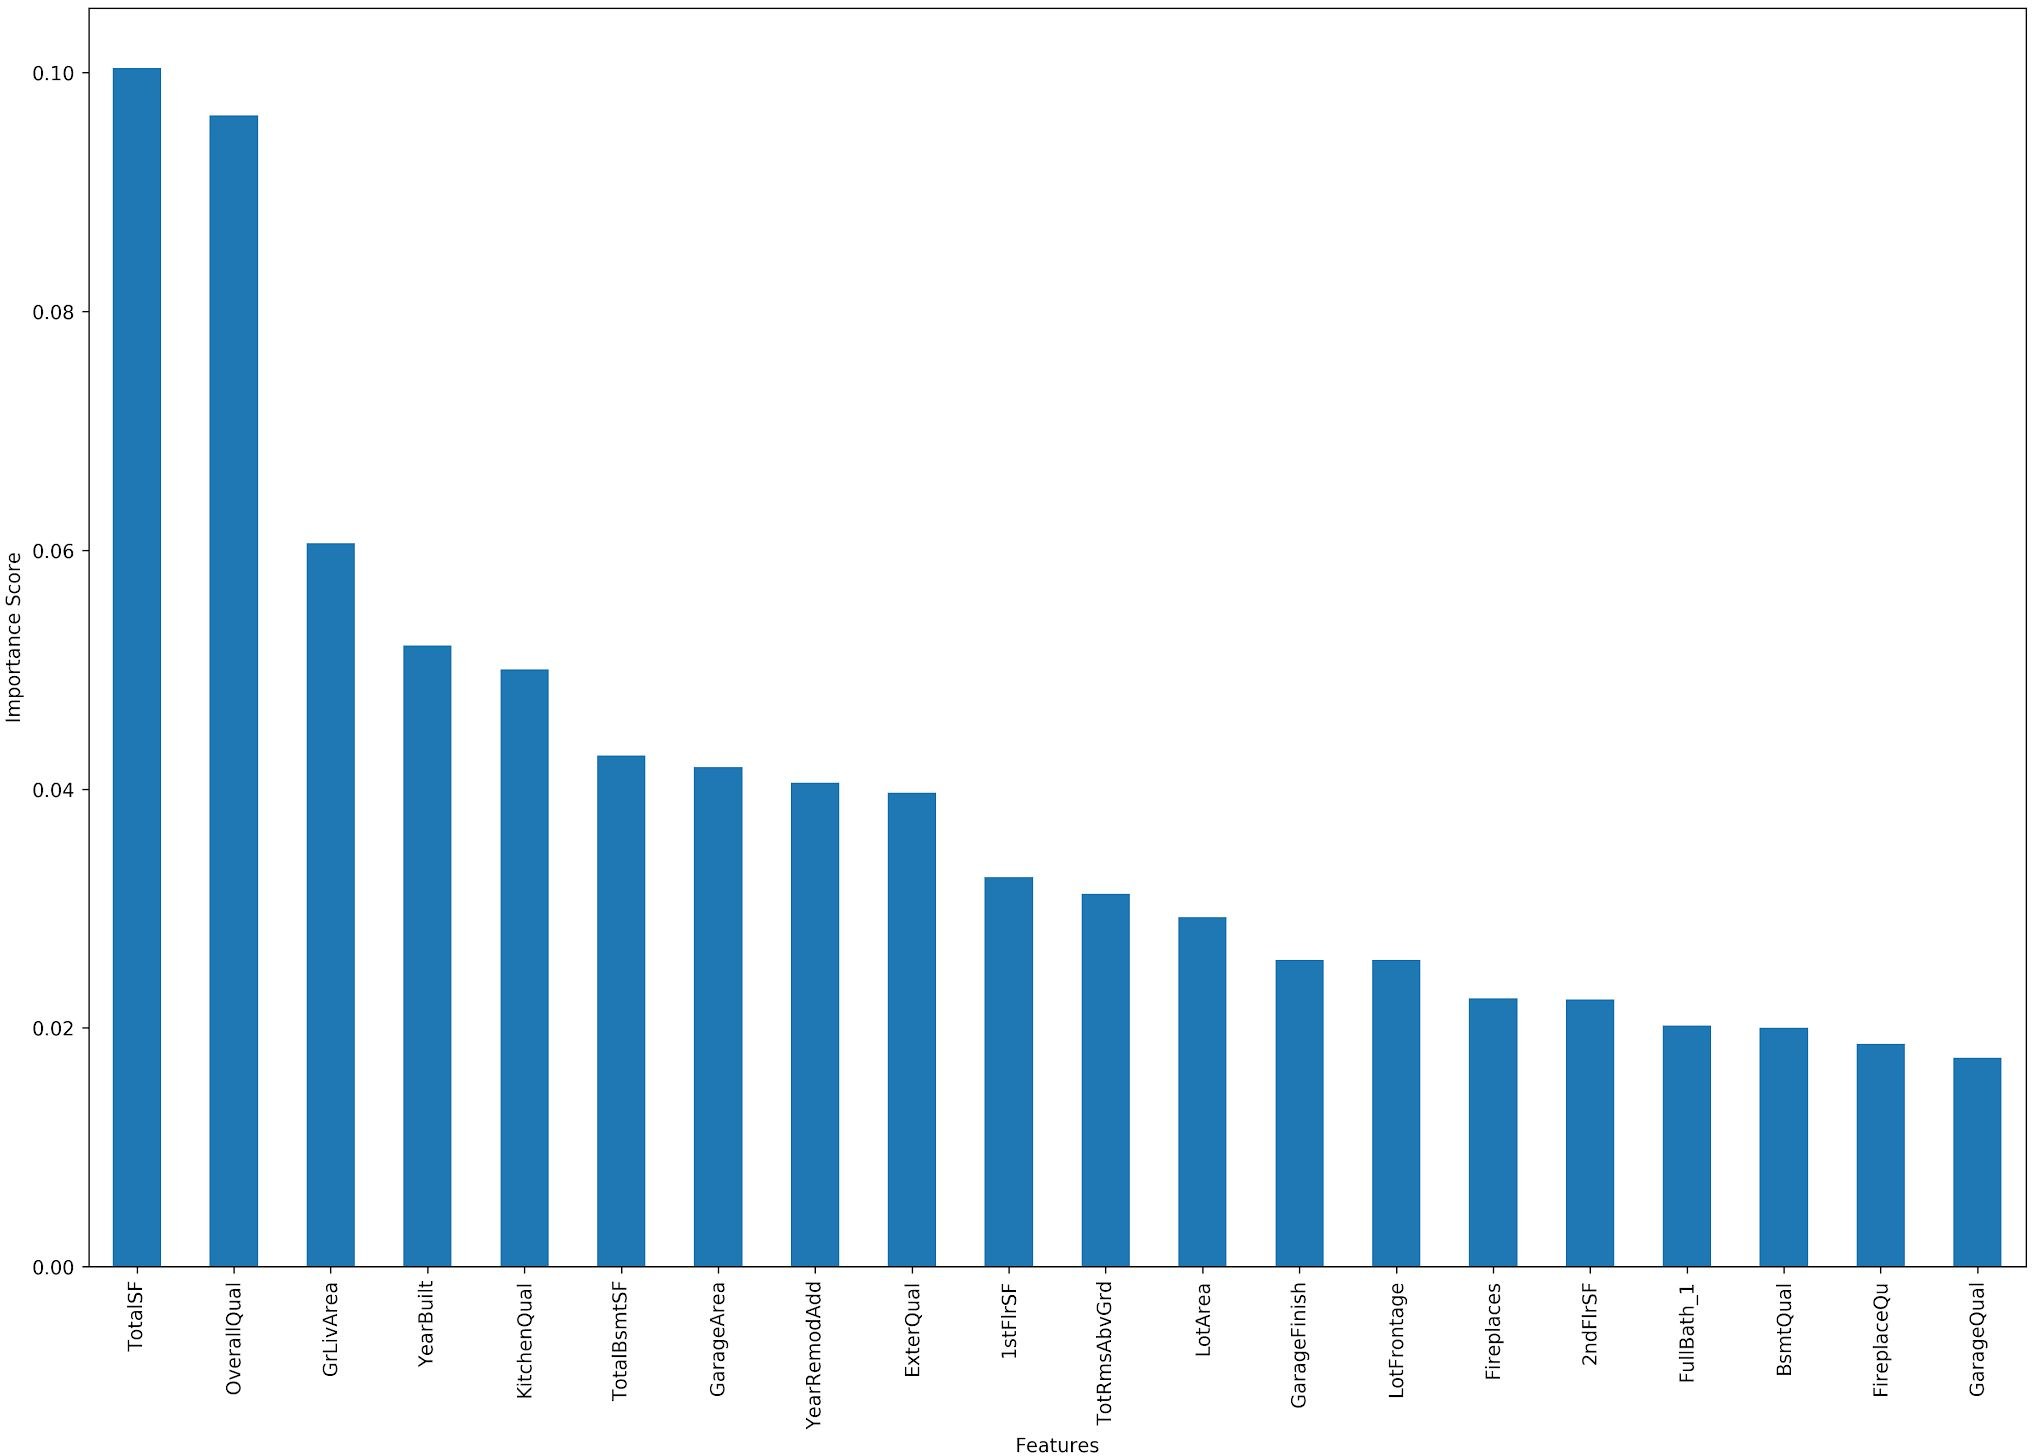 0.10
0.08
0.06
0.04
0.02
0.00
Importance Score
TotalSF
OverallQual
GrLivArea
YearBuilt
KitchenQual
TotalBsmtSF
GarageArea
YearRemodAdd
ExterQual
1stFlrSF
TotRmsAbvGrd
LotArea
GarageFinish
LotFrontage
Fireplaces
2ndFlrSF
FullBath_1
BsmtQual
FireplaceQu
GarageQual
Features